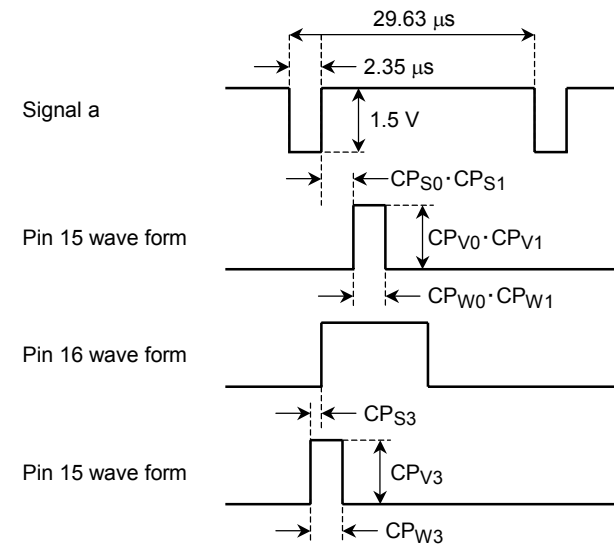 29.63 μs
2.35 μs
Signal a
1.5 V
CPS0·CPS1
Pin 15 wave form
CPV0·CPV1
CPW0·CPW1
Pin 16 wave form
CPS3
Pin 15 wave form
CPV3
CPW3